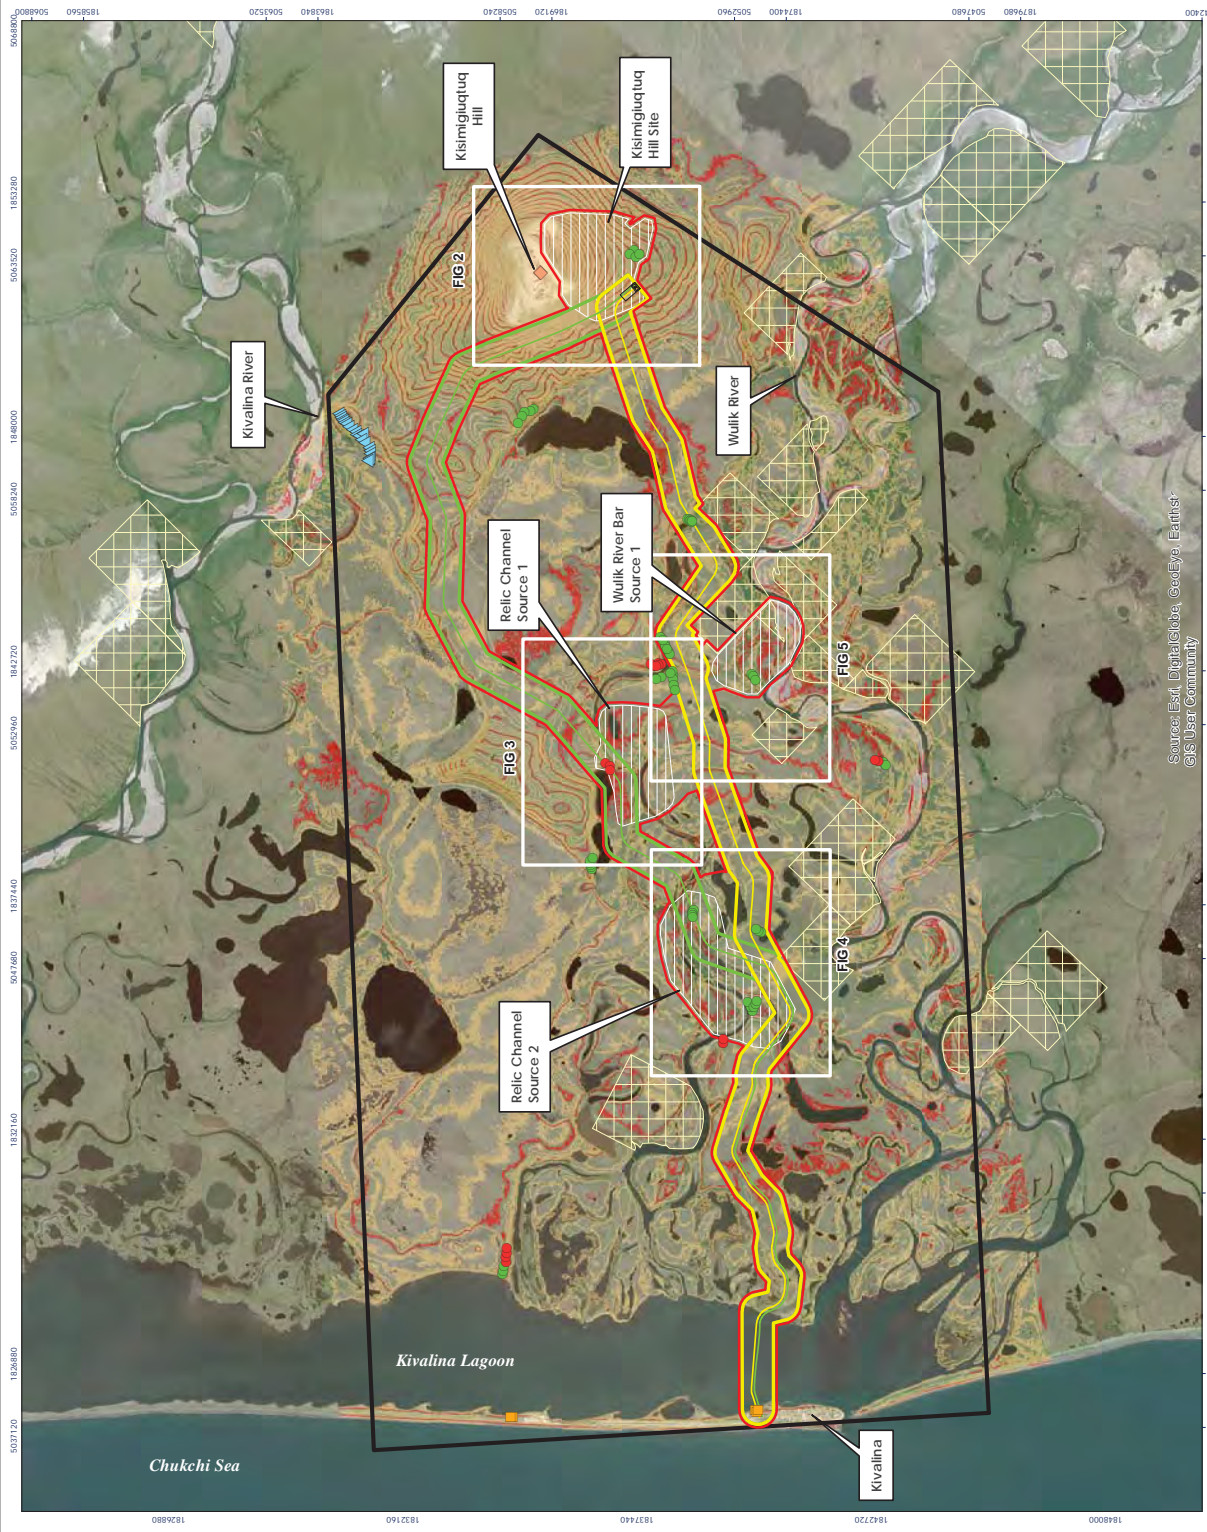 5068800
1858560
5063520
1863840
5058240
1869120
5052960
1874400
5047680
1879680
42400
1853280
5063520
1848000
5058240
1842720
5052960
1837440
5047680
1832160
1826880
5037120
Kisimigiuqtuq
Hill
Kisimigiuqtuq
Hill Site
FIG 2
Kivalina River
Wulik River
Relic Channel
Source 1
Wulik River Bar
Source 1
FIG 3
FIG 5
Relic Channel
Source 2
FIG 4
Source: Esri, DigitalGlobe, GeoEye, Earthst
GIS User Community
Kivalina Lagoon
Chukchi Sea
Kivalina
1826880
1832160
1837440
1842720
1848000